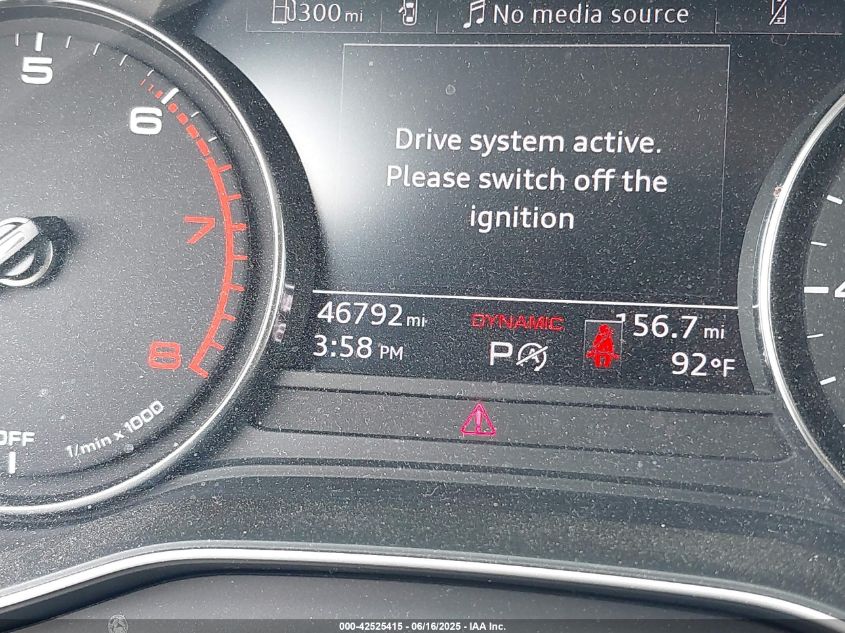 300 mi No media source
5
6
7
8
Drive system active.
Please switch off the
ignition
46792 mi DYNAMIC 156.7 mi
3:58 PM P A 92°F
OFF
1/min x 1000
4
000-42525415 - 06/16/2025 - IAA Inc.